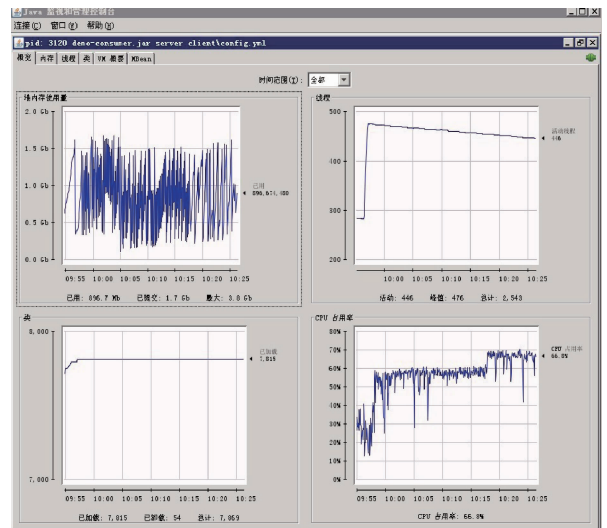 Java 监视和管理控制台
连接(C) 窗口(W) 帮助(H)
pid: 3120 demo-consumer.jar server client\config.yml
概览 内存 线程 类 VM 概要 MBean
时间范围(T): 全部
堆内存使用量
2.0 Gb
1.5 Gb
1.0 Gb
0.5 Gb
0.0 Gb
已用
09:55 10:00 10:05 10:10 10:15 10:20 10:25
已用: 896.7 Mb 已提交: 1.7 Gb 最大: 3.8 Gb
线程
500
400
300
200
活动线程
446
10:00 10:05 10:10 10:15 10:20 10:25
活动: 446 峰值: 476 总计: 2,543
类
8,000
7,000
已加载
7,815
09:55 10:00 10:05 10:10 10:15 10:20 10:25
已加载: 7,815 已卸载: 54 总计: 7,869
CPU 占用率
80%
70%
60%
50%
40%
30%
20%
10%
0%
CPU 占用率
66.8%
09:55 10:00 10:05 10:10 10:15 10:20 10:25
CPU 占用率: 66.8%